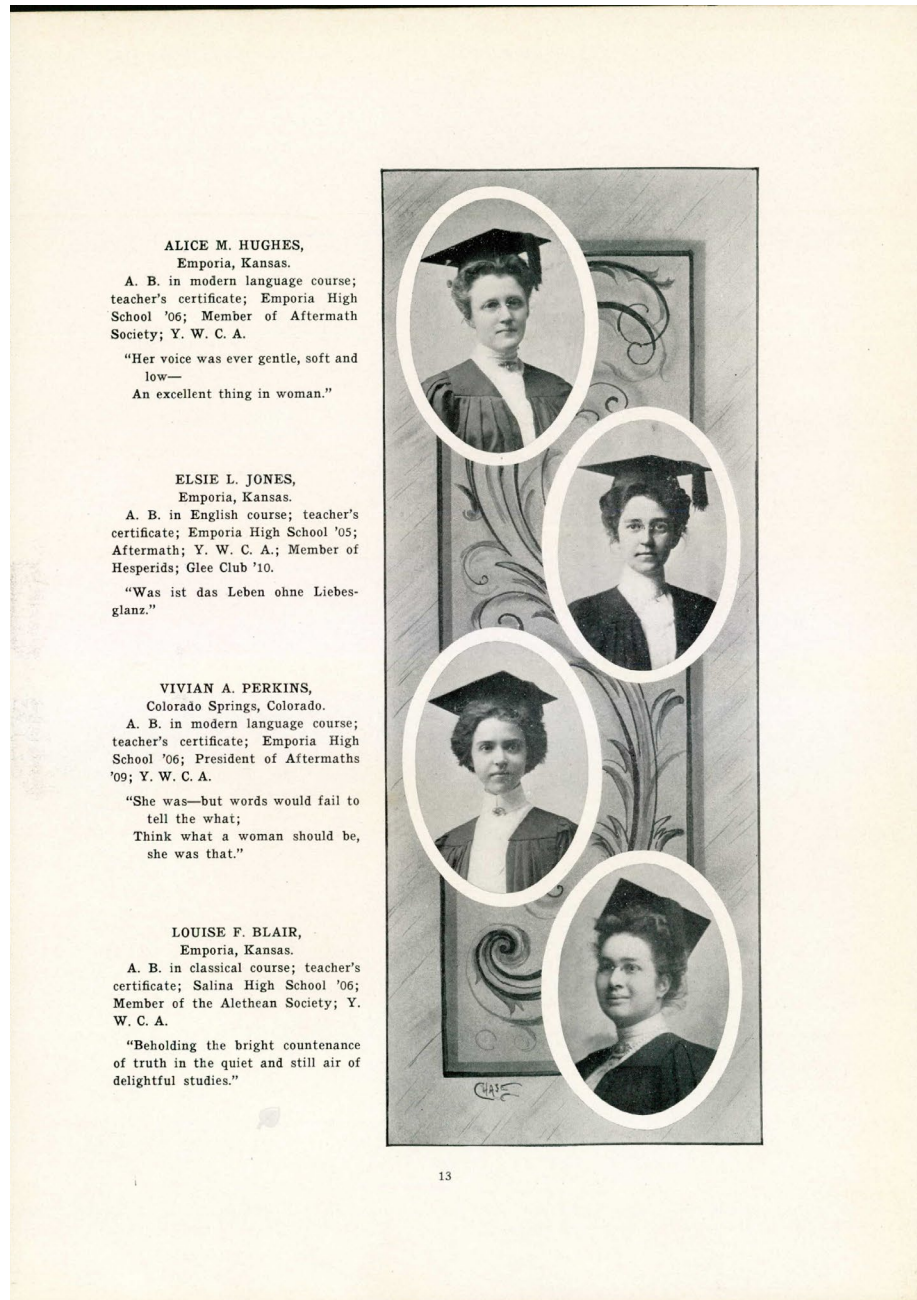 ALICE M. HUGHES,
Emporia, Kansas.
A. B. in modern language course;
teacher's certificate; Emporia High
School '06; Member of Aftermath
Society; Y. W. C. A.
"Her voice was ever gentle, soft and
low—
An excellent thing in woman."
ELSIE L. JONES,
Emporia, Kansas.
A. B. in English course; teacher's
certificate; Emporia High School '05;
Aftermath; Y. W. C. A.; Member of
Hesperids; Glee Club '10.
"Was ist das Leben ohne Liebes-
glanz."
VIVIAN A. PERKINS,
Colorado Springs, Colorado.
A. B. in modern language course;
teacher's certificate; Emporia High
School '06; President of Aftermaths
'09; Y. W. C. A.
"She was—but words would fail to
tell the what;
Think what a woman should be,
she was that."
LOUISE F. BLAIR,
Emporia, Kansas.
A. B. in classical course; teacher's
certificate; Salina High School '06;
Member of the Alethean Society; Y.
W. C. A.
"Beholding the bright countenance
of truth in the quiet and still air of
delightful studies."
CHASE
13